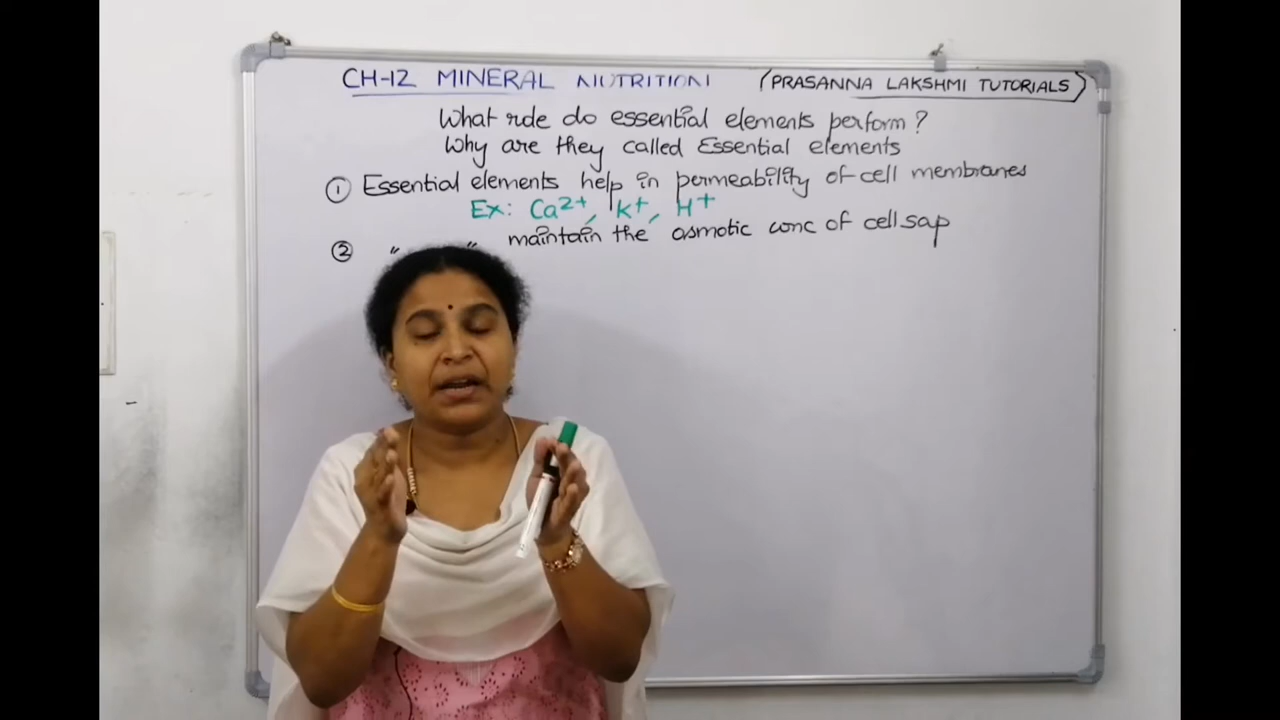 CH-12 MINERAL NUTRITION (PRASANNA LAKSHMI TUTORIALS)
What role do essential elements perform?
Why are they called Essential elements
① Essential elements help in permeability of cell membranes
Ex: Ca²⁺, K⁺, H⁺
② " " maintain the osmotic conc of cell sap